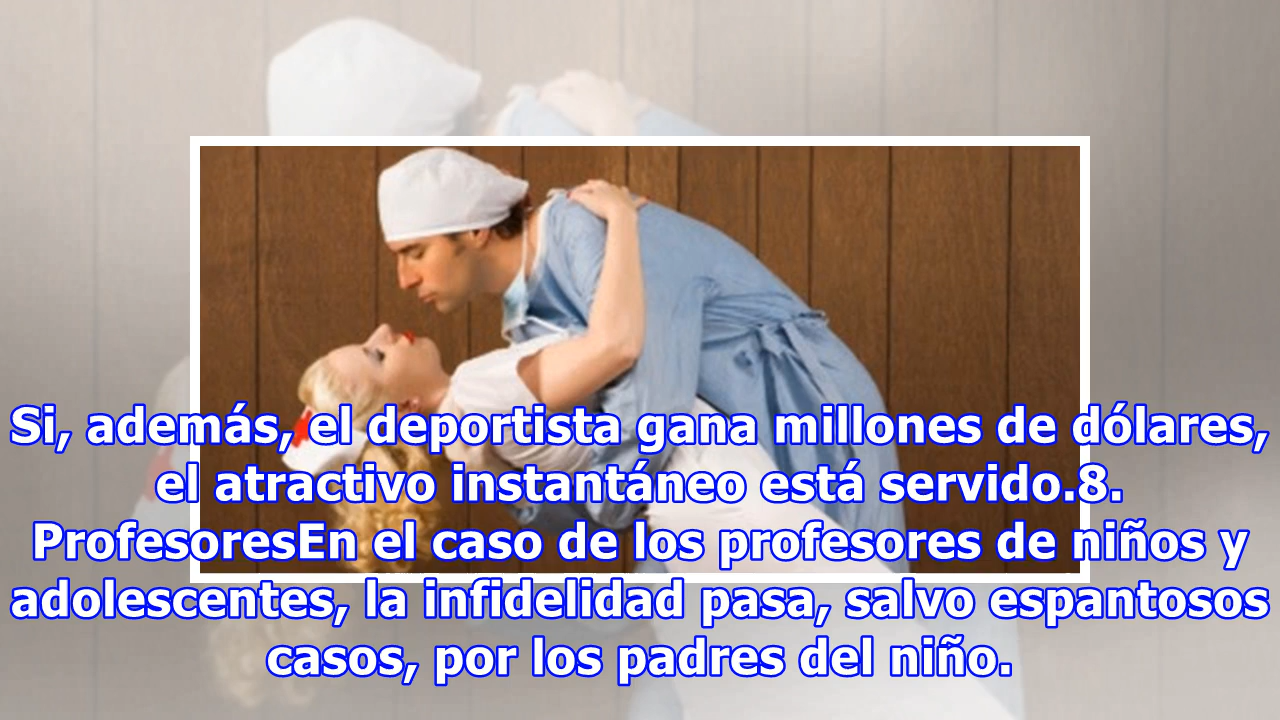 Si, además, el deportista gana millones de dólares,
el atractivo instantáneo está servido.8.
ProfesoresEn el caso de los profesores de niños y
adolescentes, la infidelidad pasa, salvo espantosos
casos, por los padres del niño.